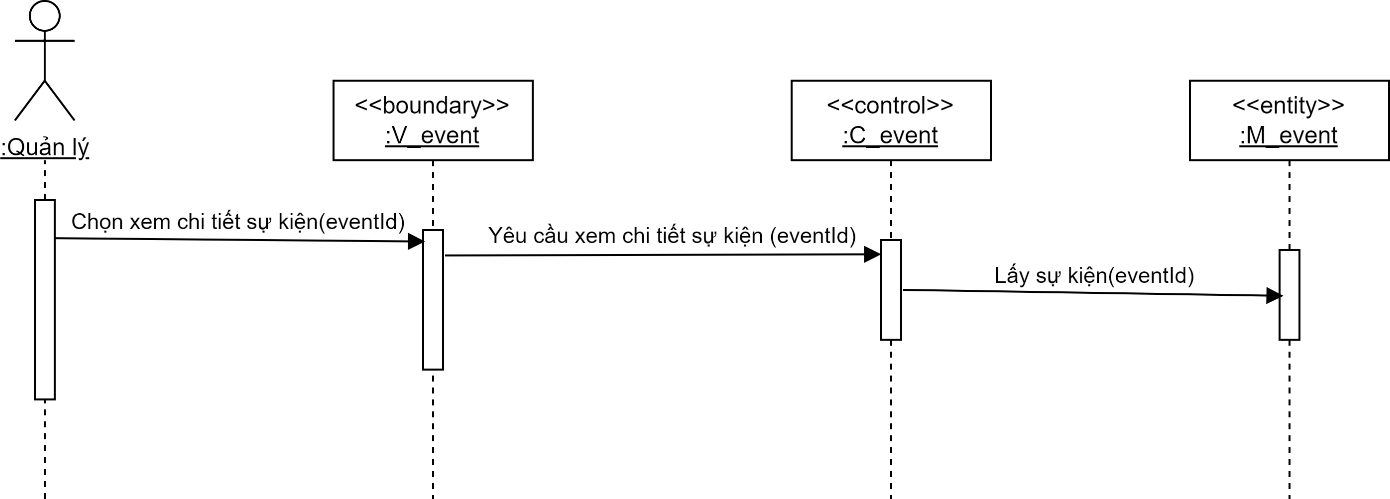 :Quản lý
<<boundary>>
:V_event
<<control>>
:C_event
<<entity>>
:M_event
Chọn xem chi tiết sự kiện(eventId)
Yêu cầu xem chi tiết sự kiện (eventId)
Lấy sự kiện(eventId)